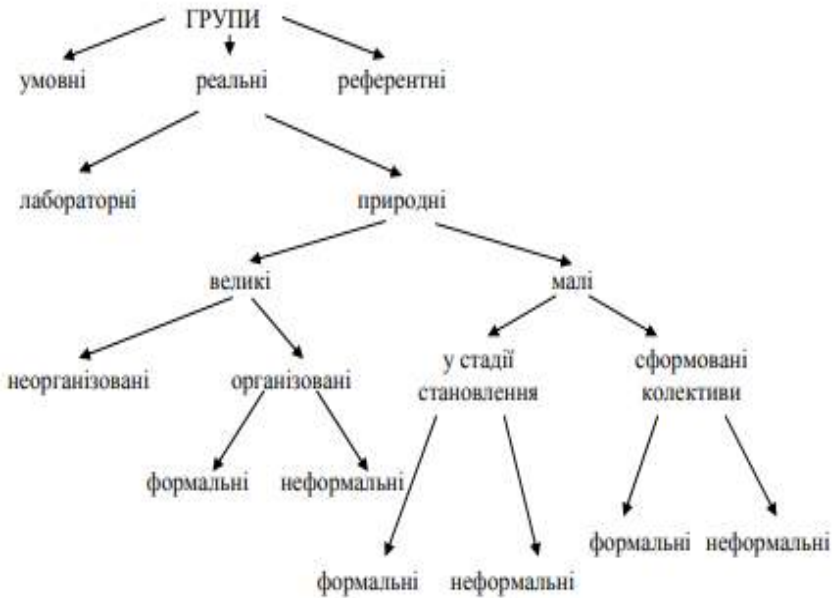 ГРУПИ
умовні реальні референтні
лабораторні природні
великі малі
неорганізовані організовані
у стадії
становлення
сформовані
колективи
формальні неформальні
формальні неформальні
формальні неформальні